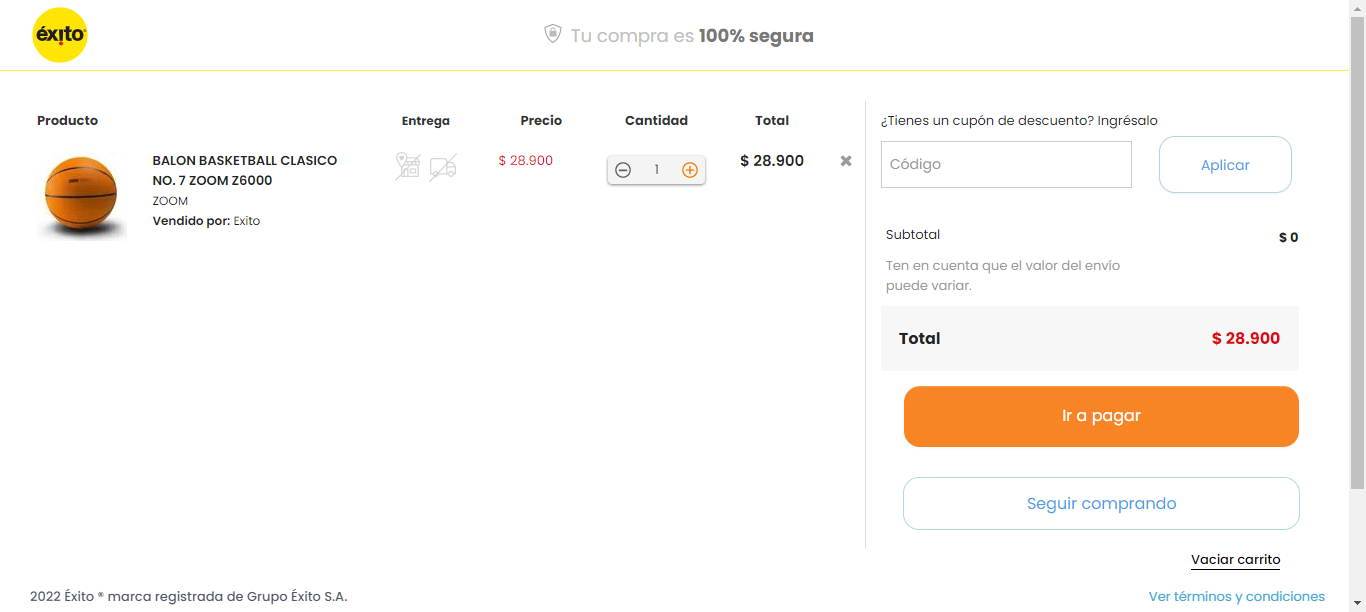 éxito
Tu compra es 100% segura
Producto Entrega Precio Cantidad Total
BALON BASKETBALL CLASICO
NO. 7 ZOOM Z6000
ZOOM
Vendido por: Exito
$ 28.900
1
$ 28.900
¿Tienes un cupón de descuento? Ingrésalo
Código
Aplicar
Subtotal $ 0
Ten en cuenta que el valor del envío
puede variar.
Total $ 28.900
Ir a pagar
Seguir comprando
Vaciar carrito
2022 Éxito ® marca registrada de Grupo Éxito S.A.
Ver términos y condiciones